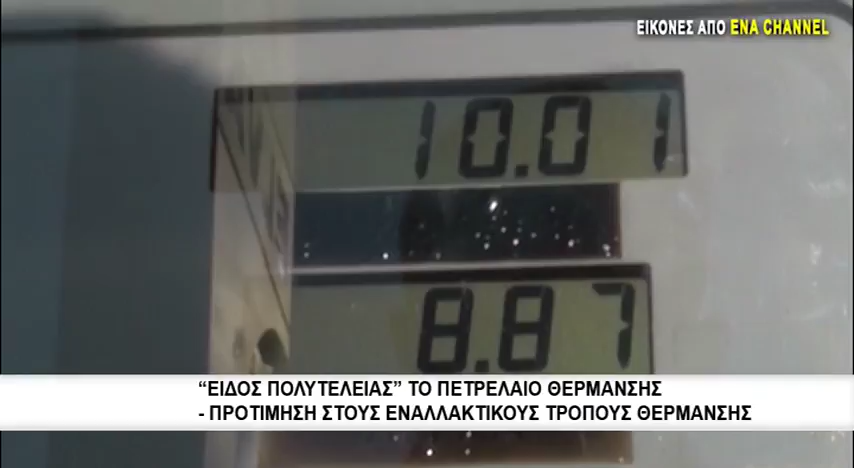 ΕΙΚΟΝΕΣ ΑΠΟ ENA CHANNEL
10.01
8.87
“ΕΙΔΟΣ ΠΟΛΥΤΕΛΕΙΑΣ” ΤΟ ΠΕΤΡΕΛΑΙΟ ΘΕΡΜΑΝΣΗΣ
- ΠΡΟΤΙΜΗΣΗ ΣΤΟΥΣ ΕΝΑΛΛΑΚΤΙΚΟΥΣ ΤΡΟΠΟΥΣ ΘΕΡΜΑΝΣΗΣ